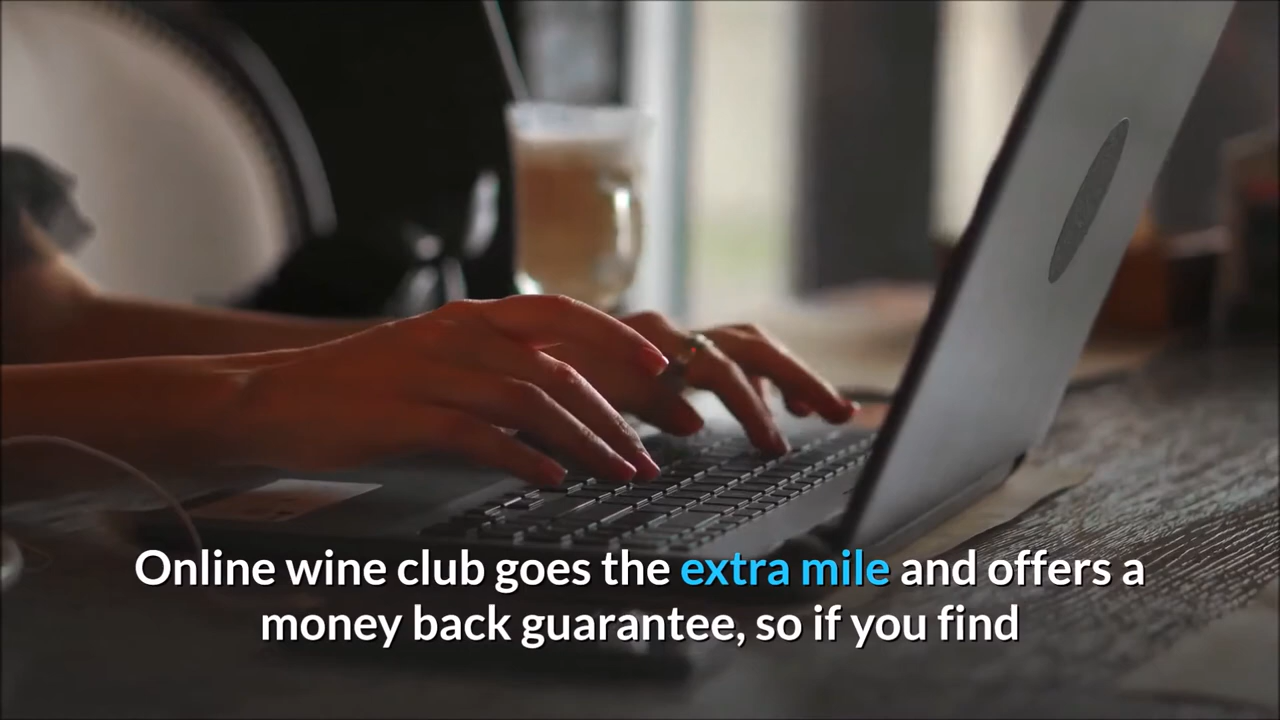 Online wine club goes the extra mile and offers a
money back guarantee, so if you find